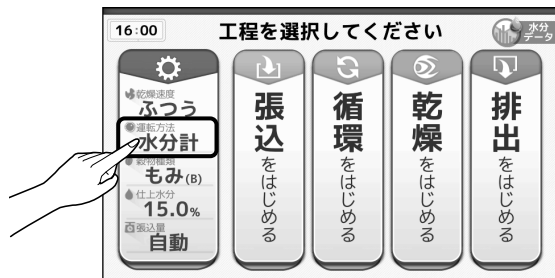 16:00
工程を選択してください
水分
データ
乾燥速度
ふつう
運転方法
水分計
穀物種類
もみ(B)
仕上水分
15.0%
張込量
自動
張込をはじめる
循環をはじめる
乾燥をはじめる
排出をはじめる